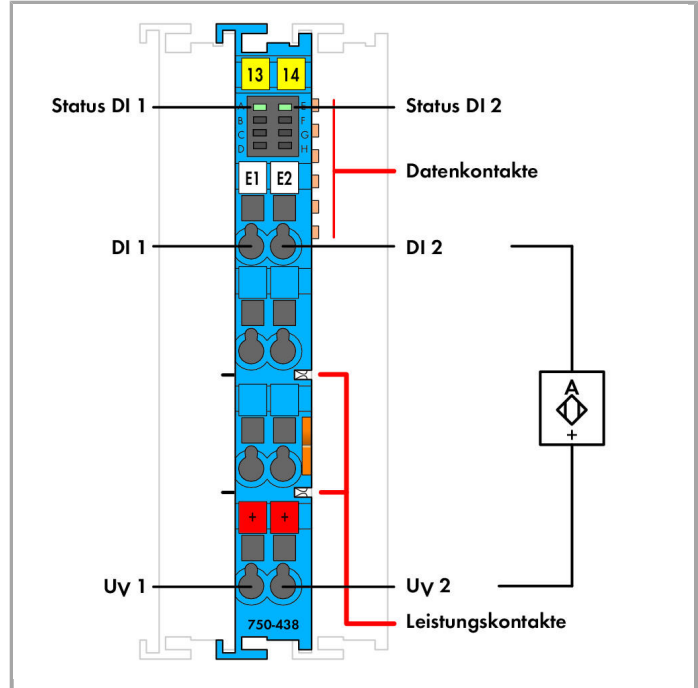 13 14
Status DI 1
A E
Status DI 2
B F
C G
D H
Datenkontakte
E1 E2
DI 1
DI 2
A
+
+ +
UV 1
UV 2
750-438
Leistungskontakte